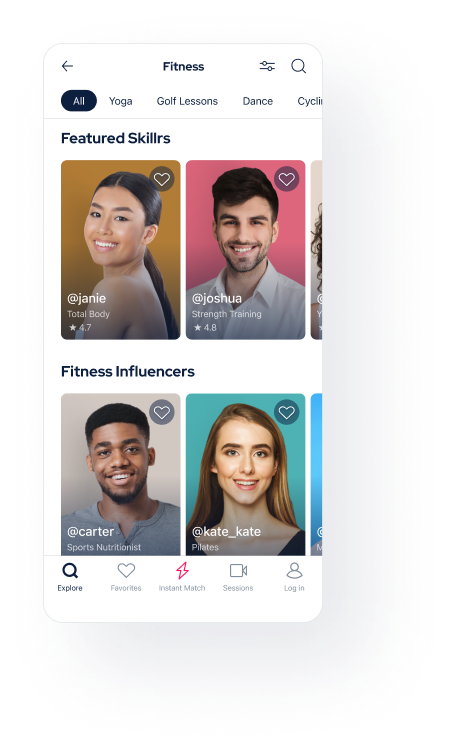 Fitness
All Yoga Golf Lessons Dance
Featured Skillrs
@janie @joshua
Total Body Strength Training
★ 4.7 ★ 4.8
Fitness Influencers
@carter @kate_kate
Sports Nutritionist Pilates
Explore Favorites Instant Match Sessions Log in